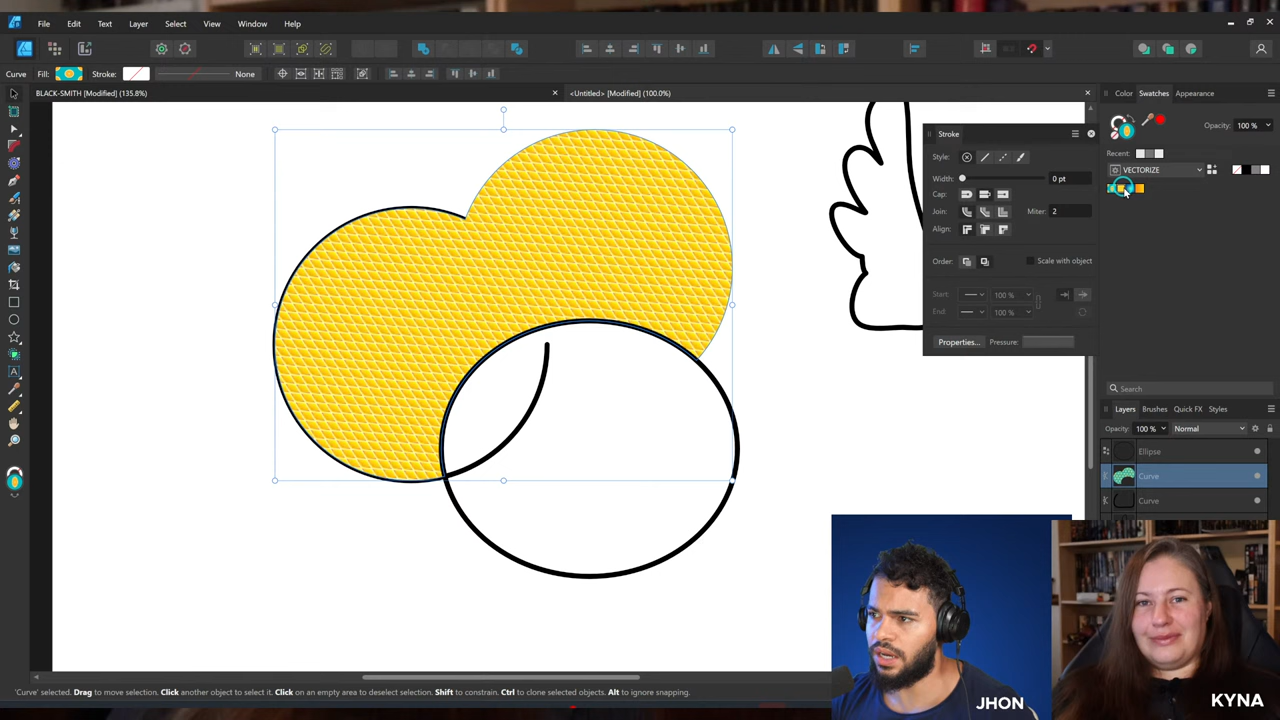 File Edit Text Layer Select View Window Help
Curve Fill: Stroke: None
BLACK-SMITH [Modified] (135.8%)
<Untitled> [Modified] (100.0%)
Color Swatches Appearance
Opacity: 100 %
Recent:
VECTORIZE
Stroke
Style:
Width: 0 pt
Cap:
Join: Miter: 2
Align:
Order: Scale with object
Start: 100 %
End: 100 %
Properties... Pressure:
Search
Layers Brushes Quick FX Styles
Opacity: 100 % Normal
Ellipse
Curve
Curve
JHON
KYNA
'Curve' selected. Drag to move selection. Click another object to select it. Click on an empty area to deselect selection. Shift to constrain. Ctrl to clone selected objects. Alt to ignore snapping.